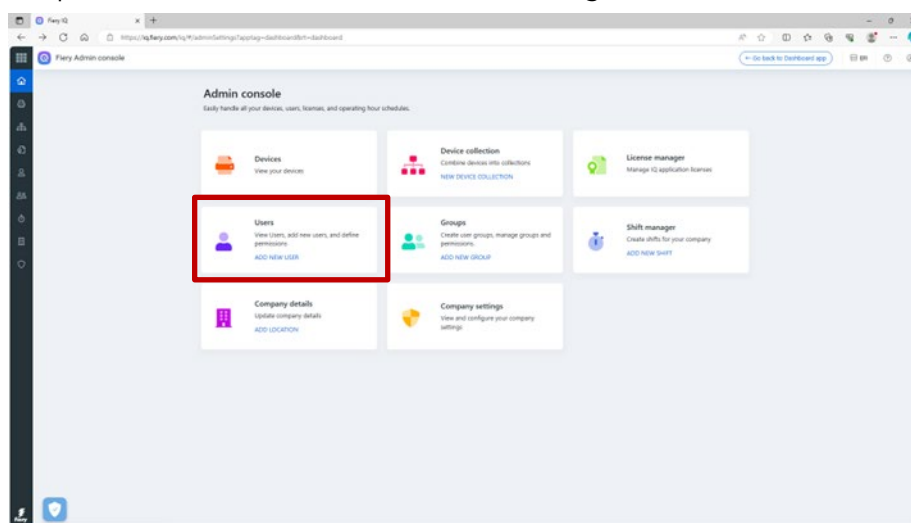 Fiery IQ
https://iq.fiery.com/iq/#/adminSettings?apptag=dashboard&rt=dashboard
Fiery Admin console
Go back to Dashboard app
EN
Admin console
Easily handle all your devices, users, licenses, and operating hour schedules.
Devices
View your devices
Device collection
Combine devices into collections
NEW DEVICE COLLECTION
License manager
Manage IQ application licenses
Users
View Users, add new users, and define
permissions
ADD NEW USER
Groups
Create user groups, manage groups and
permissions.
ADD NEW GROUP
Shift manager
Create shifts for your company
ADD NEW SHIFT
Company details
Update company details
ADD LOCATION
Company settings
View and configure your company
settings
Fiery